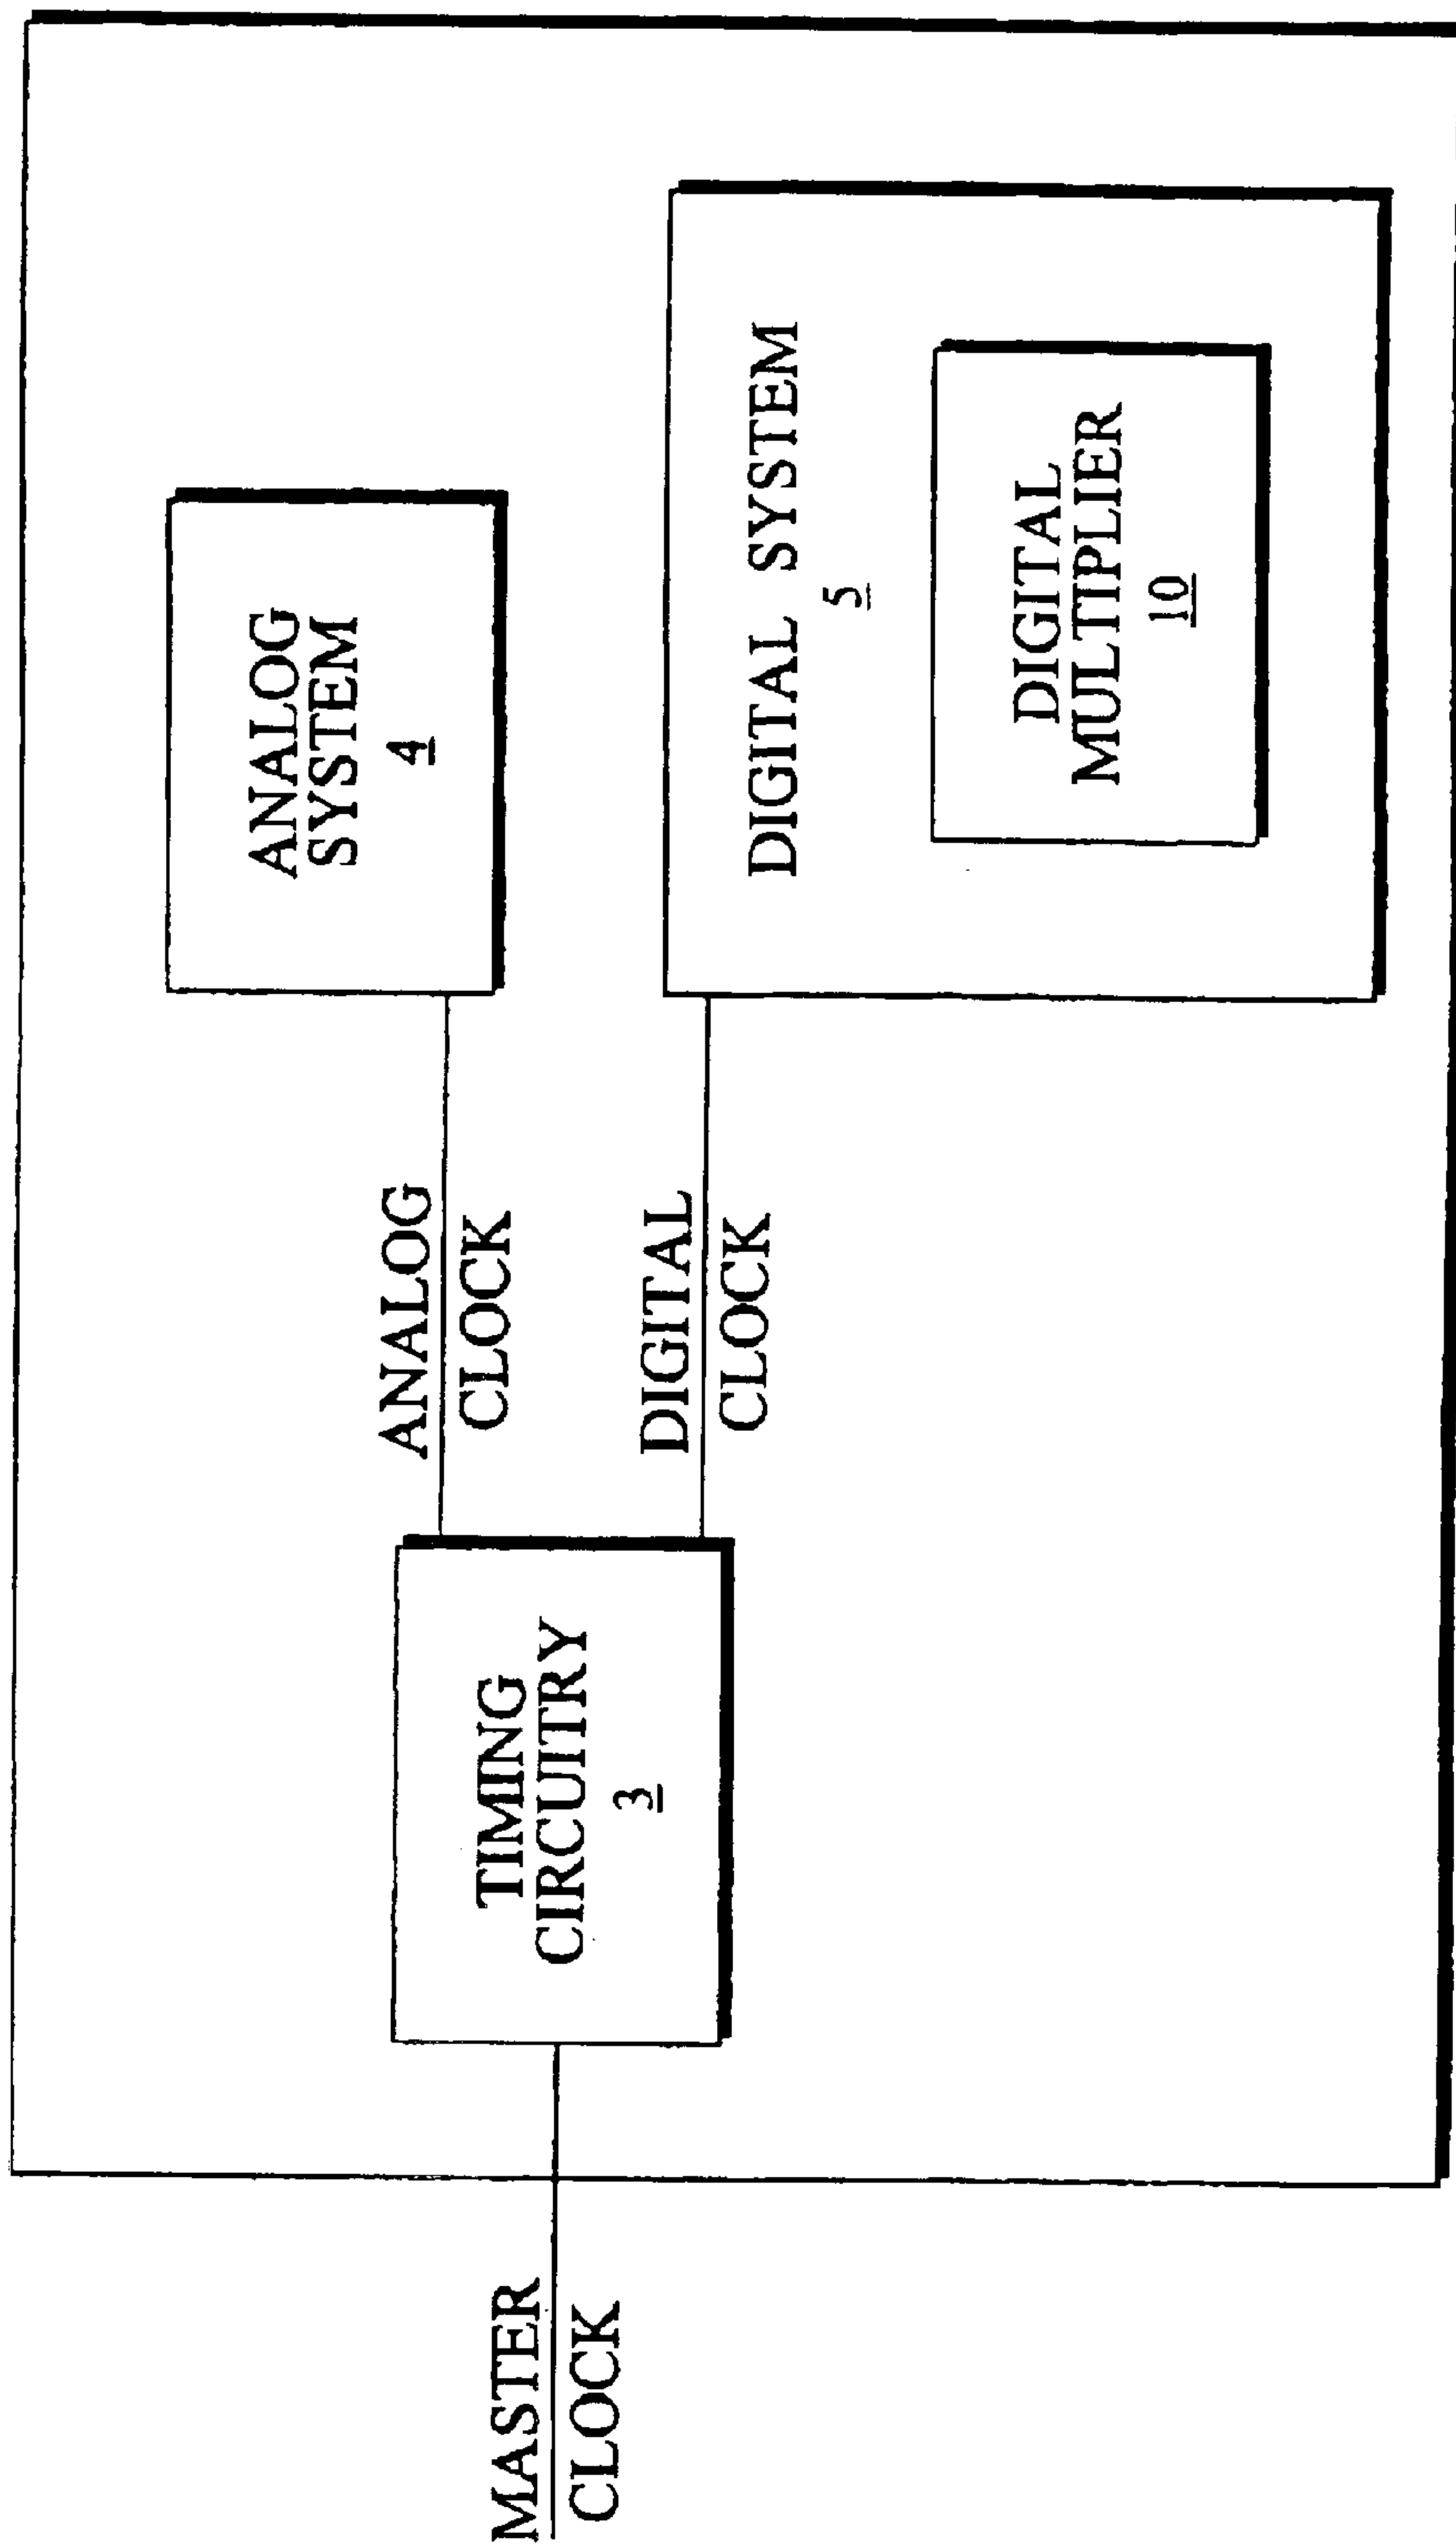 MASTER
CLOCK
TIMING
CIRCUITRY
3
ANALOG
CLOCK
DIGITAL
CLOCK
ANALOG
SYSTEM
4
DIGITAL SYSTEM
5
DIGITAL
MULTIPLIER
10